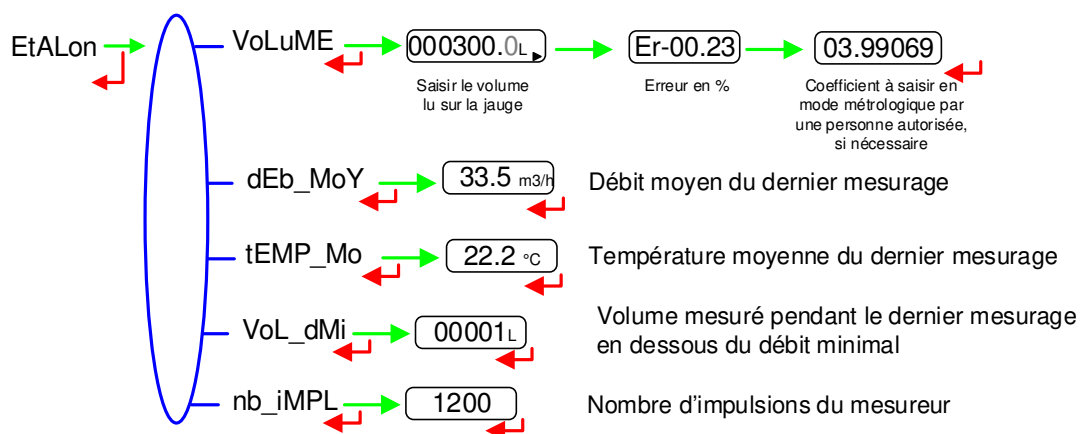 EtALon
VoLuME
000300.0L
Er-00.23
03.99069
Saisir le volume
lu sur la jauge
Erreur en %
Coefficient à saisir en
mode métrologique par
une personne autorisée,
si nécessaire
dEb_MoY
33.5 m3/h
Débit moyen du dernier mesurage
tEMP_Mo
22.2 °C
Température moyenne du dernier mesurage
VoL_dMi
00001L
Volume mesuré pendant le dernier mesurage
en dessous du débit minimal
nb_iMPL
1200
Nombre d'impulsions du mesureur